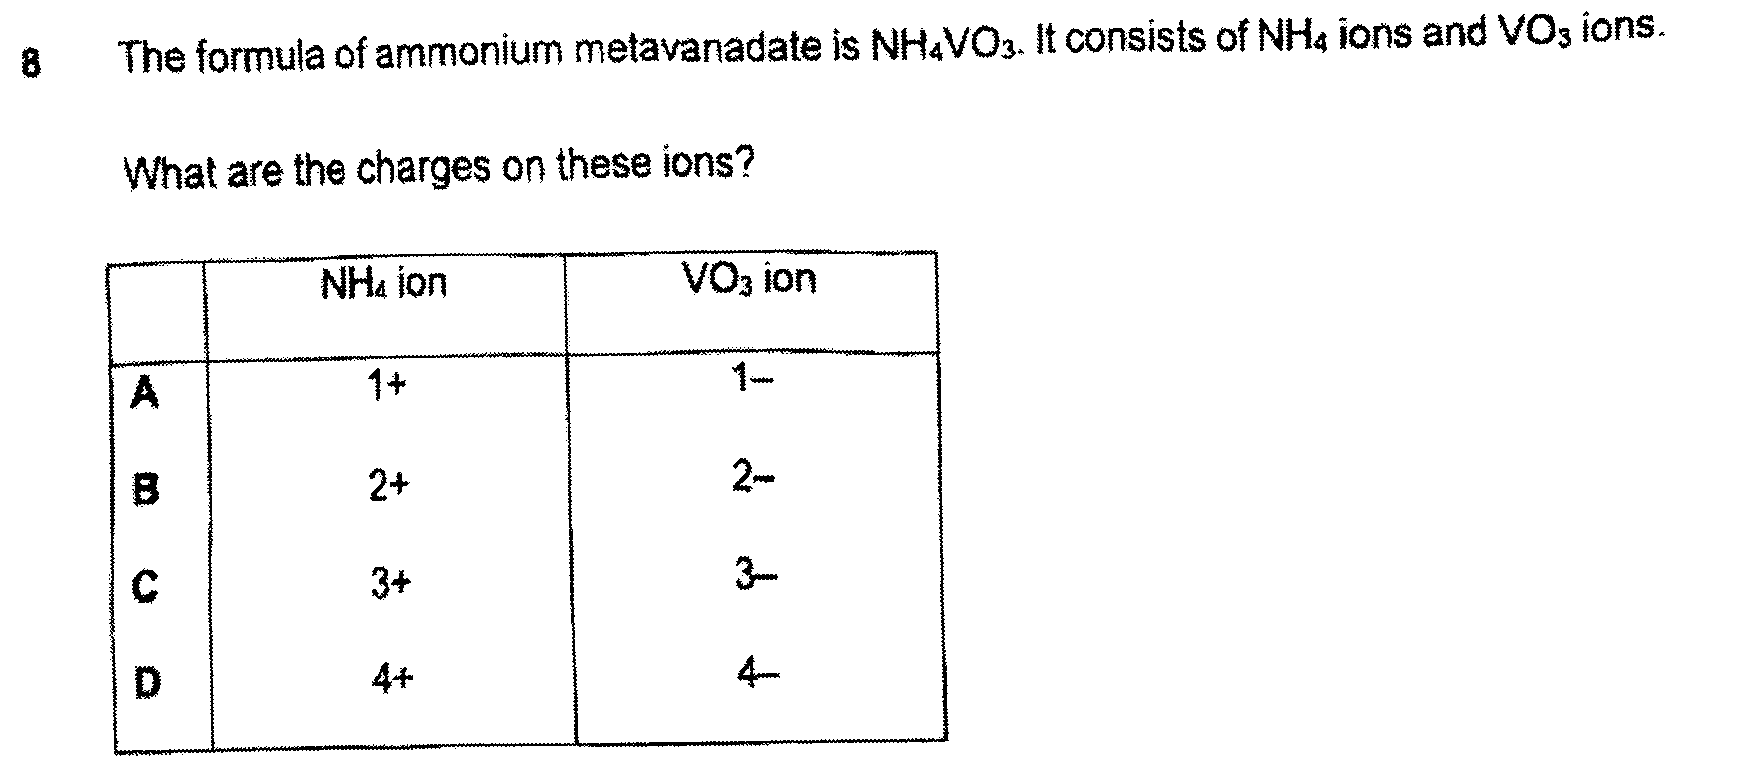 8 The formula of ammonium metavanadate is NH₄VO₃. It consists of NH₄ ions and VO₃ ions.
What are the charges on these ions?
NH₄ ion VO₃ ion
A 1+ 1–
B 2+ 2–
C 3+ 3–
D 4+ 4–